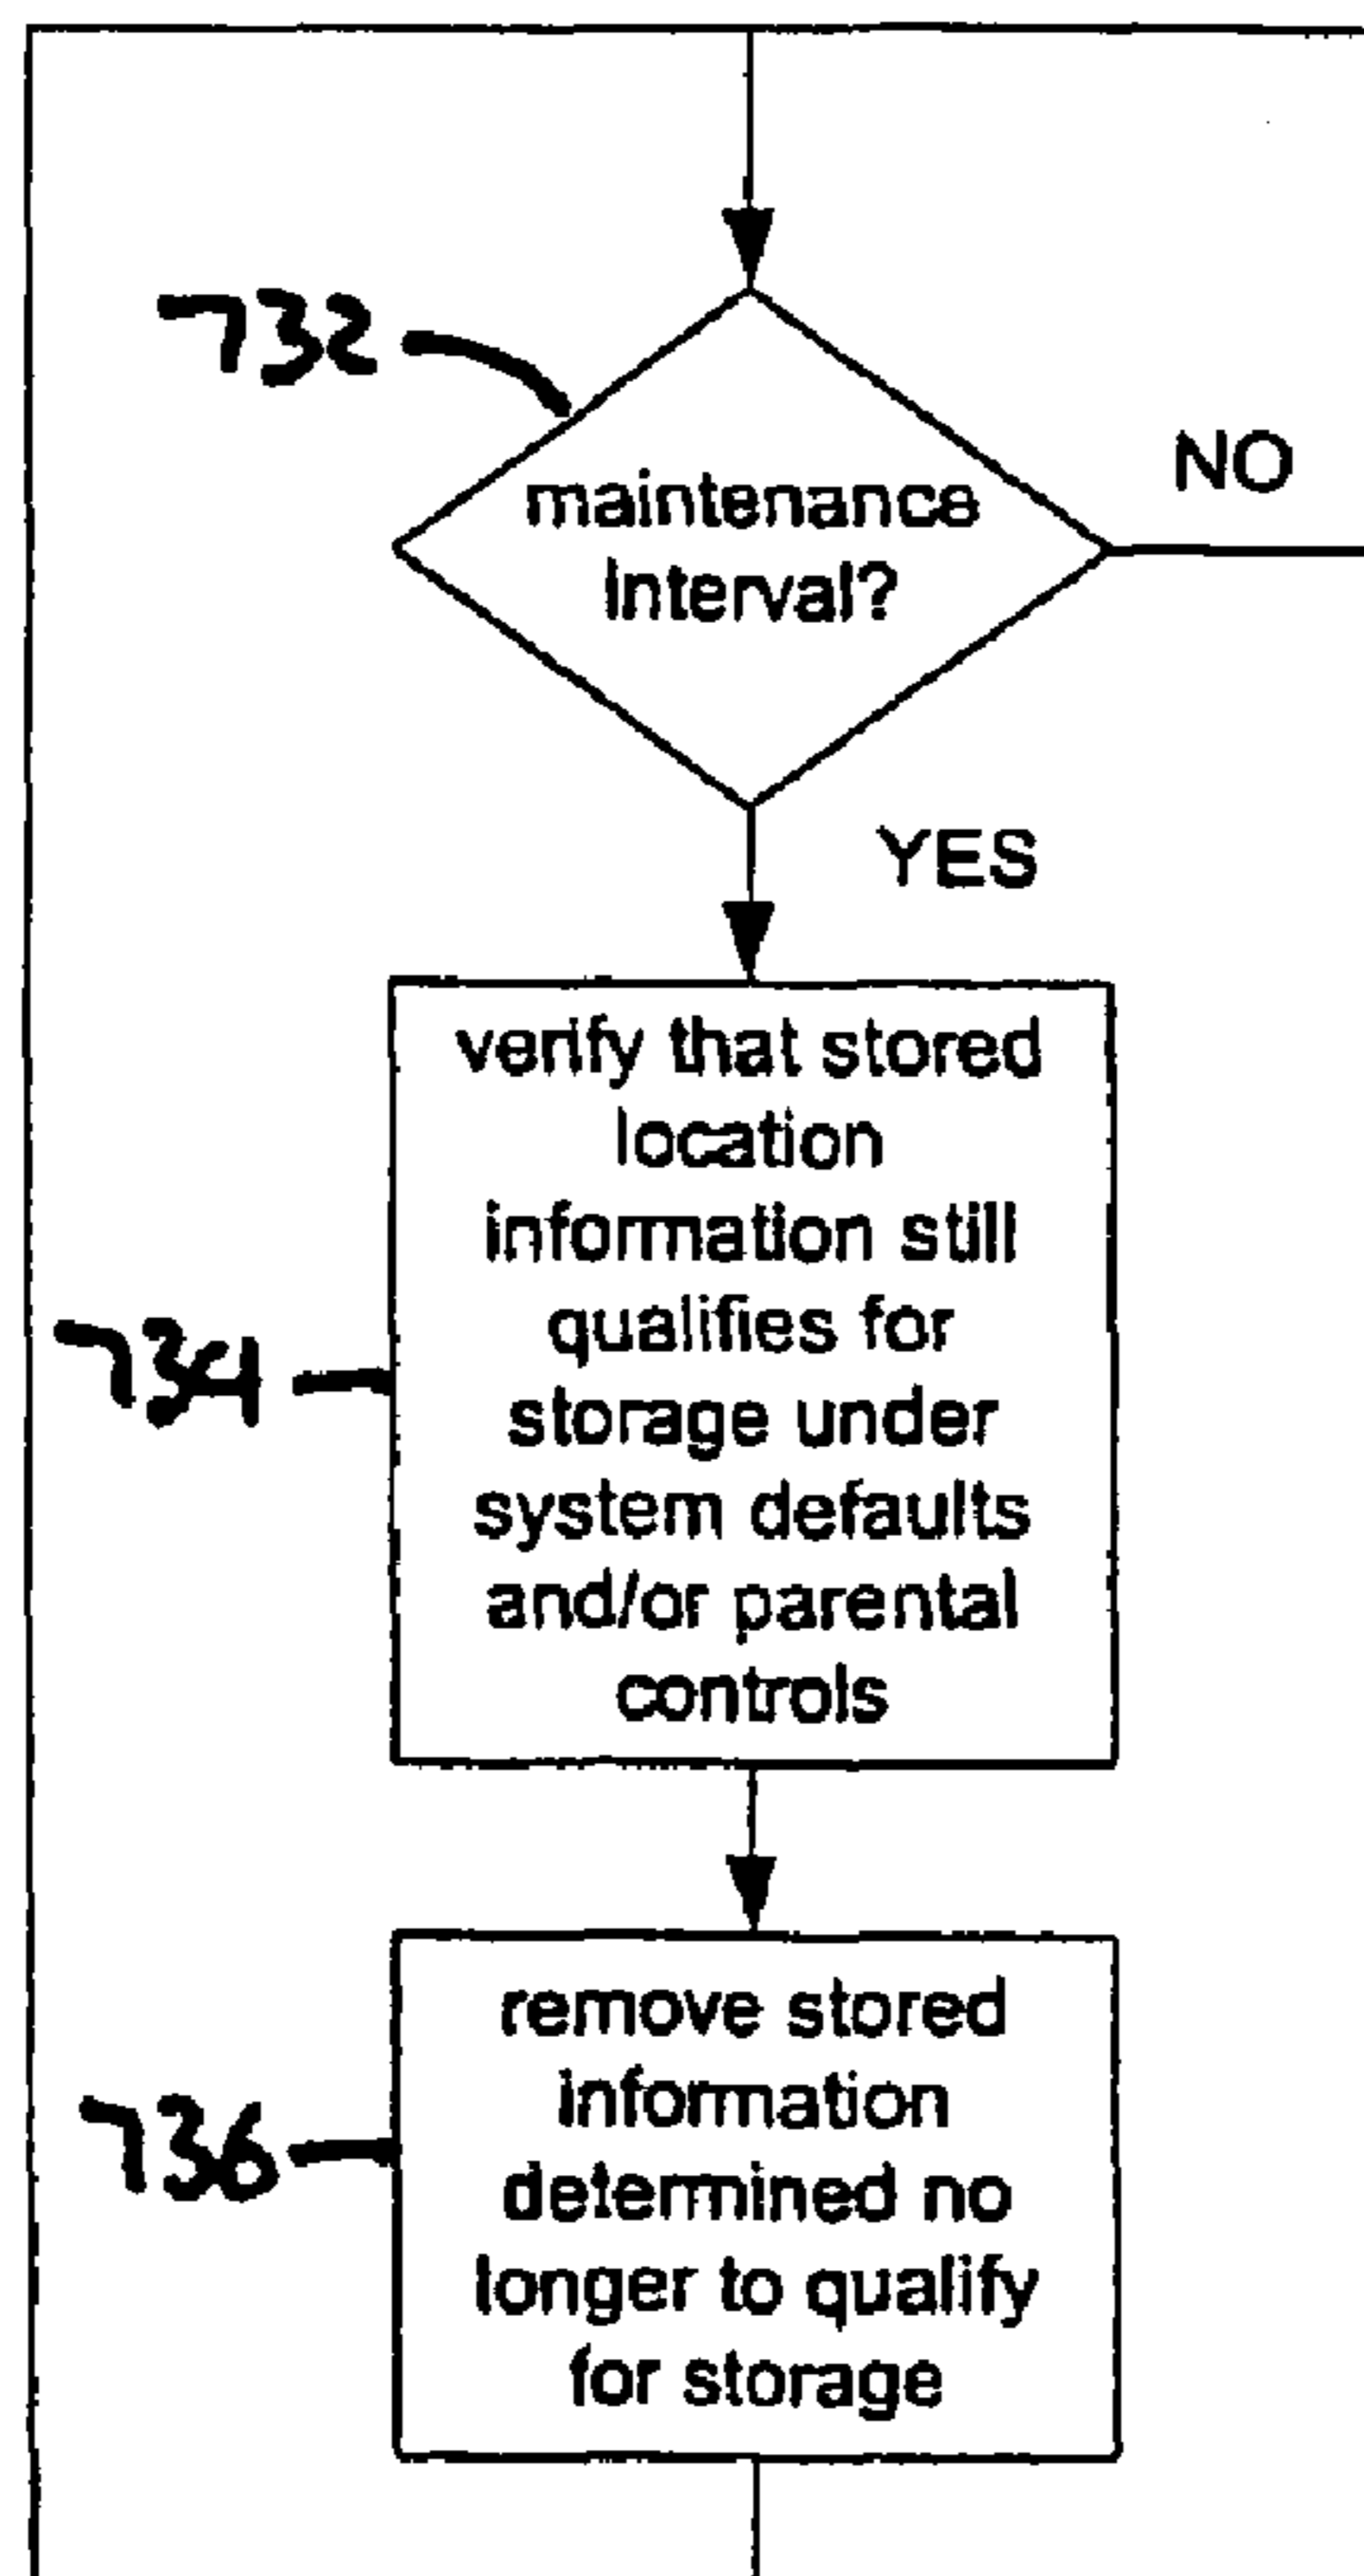 732
maintenance
interval?
NO
YES
verify that stored
location
information still
qualifies for
storage under
system defaults
and/or parental
controls
734
remove stored
information
determined no
longer to qualify
for storage
736